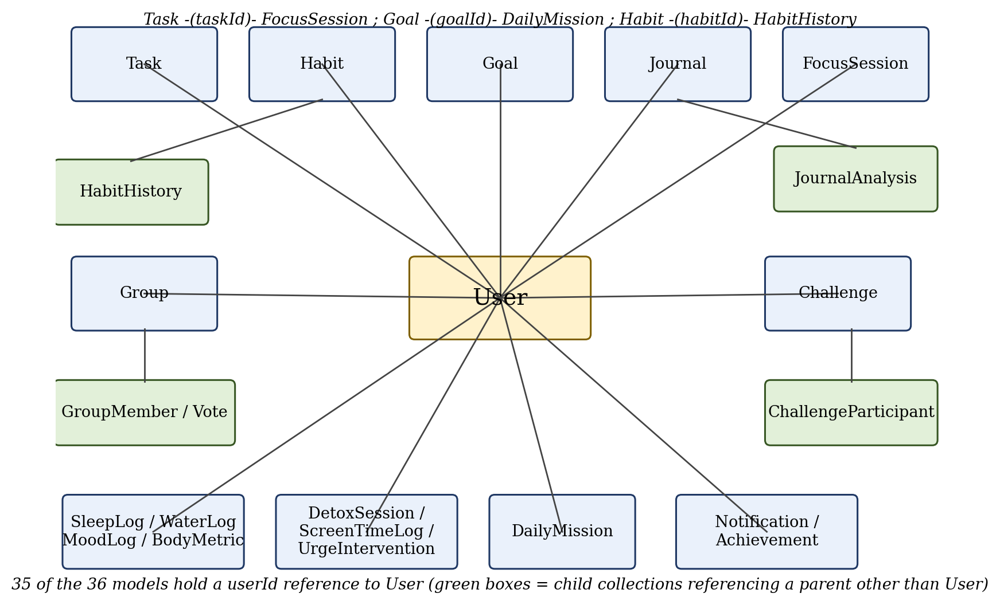 Task -(taskId)- FocusSession ; Goal -(goalId)- DailyMission ; Habit -(habitId)- HabitHistory
Task
Habit
Goal
Journal
FocusSession
HabitHistory
JournalAnalysis
Group
User
Challenge
GroupMember / Vote
ChallengeParticipant
SleepLog / WaterLog
MoodLog / BodyMetric
DetoxSession /
ScreenTimeLog /
UrgeIntervention
DailyMission
Notification /
Achievement
35 of the 36 models hold a userId reference to User (green boxes = child collections referencing a parent other than User)